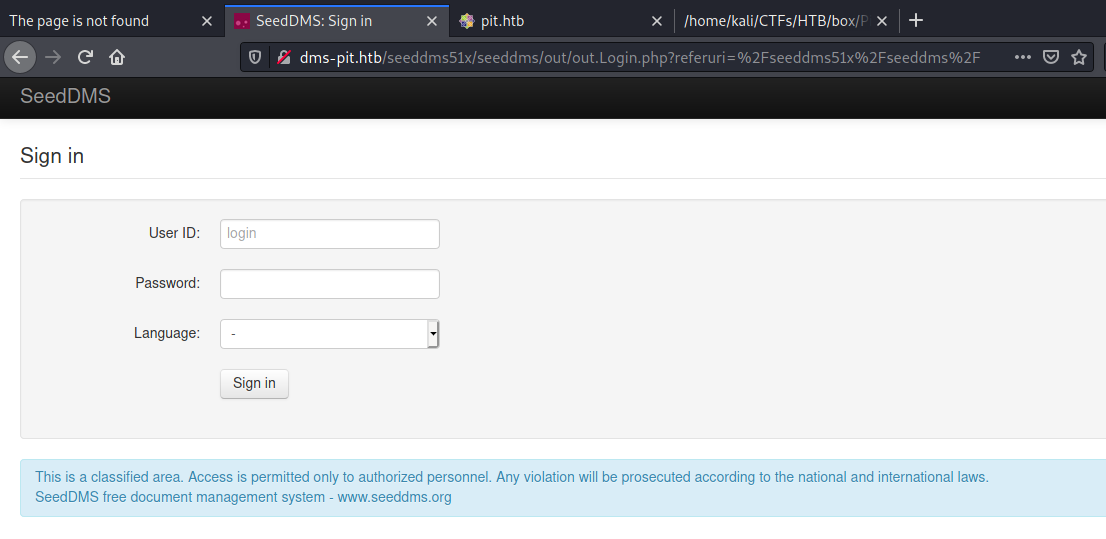 The page is not found
SeedDMS: Sign in
pit.htb
/home/kali/CTFs/HTB/box/P
dms-pit.htb/seeddms51x/seeddms/out/out.Login.php?referuri=%2Fseeddms51x%2Fseeddms%2F
SeedDMS
Sign in
User ID:
login
Password:
Language:
-
Sign in
This is a classified area. Access is permitted only to authorized personnel. Any violation will be prosecuted according to the national and international laws.
SeedDMS free document management system - www.seeddms.org